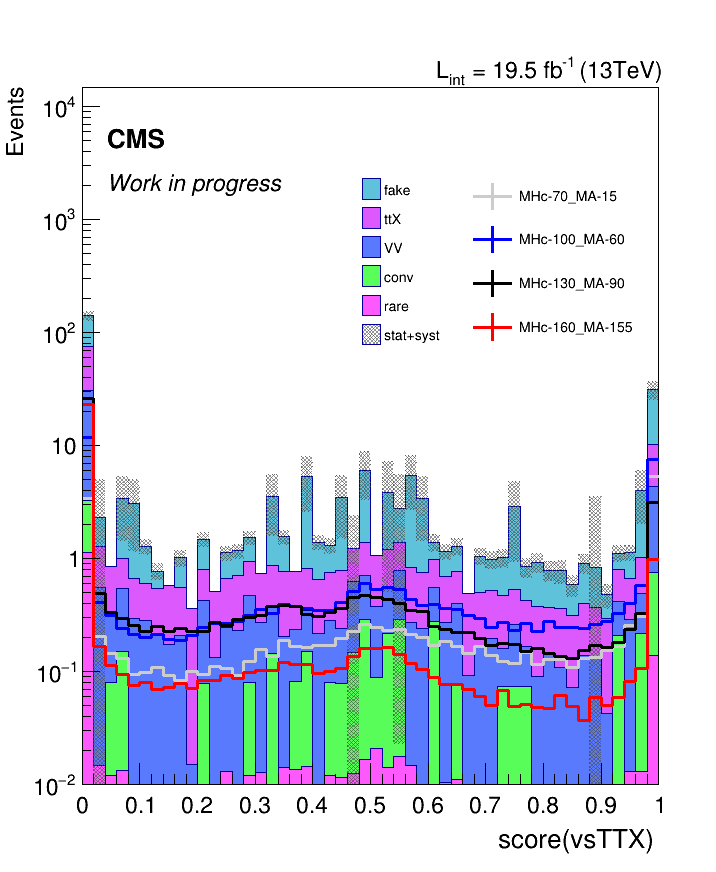 L_int = 19.5 fb^-1 (13TeV)
Events
CMS
Work in progress
fake
ttX
VV
conv
rare
stat+syst
MHc-70_MA-15
MHc-100_MA-60
MHc-130_MA-90
MHc-160_MA-155
10^4
10^3
10^2
10
1
10^-1
10^-2
0 0.1 0.2 0.3 0.4 0.5 0.6 0.7 0.8 0.9 1
score(vsTTX)